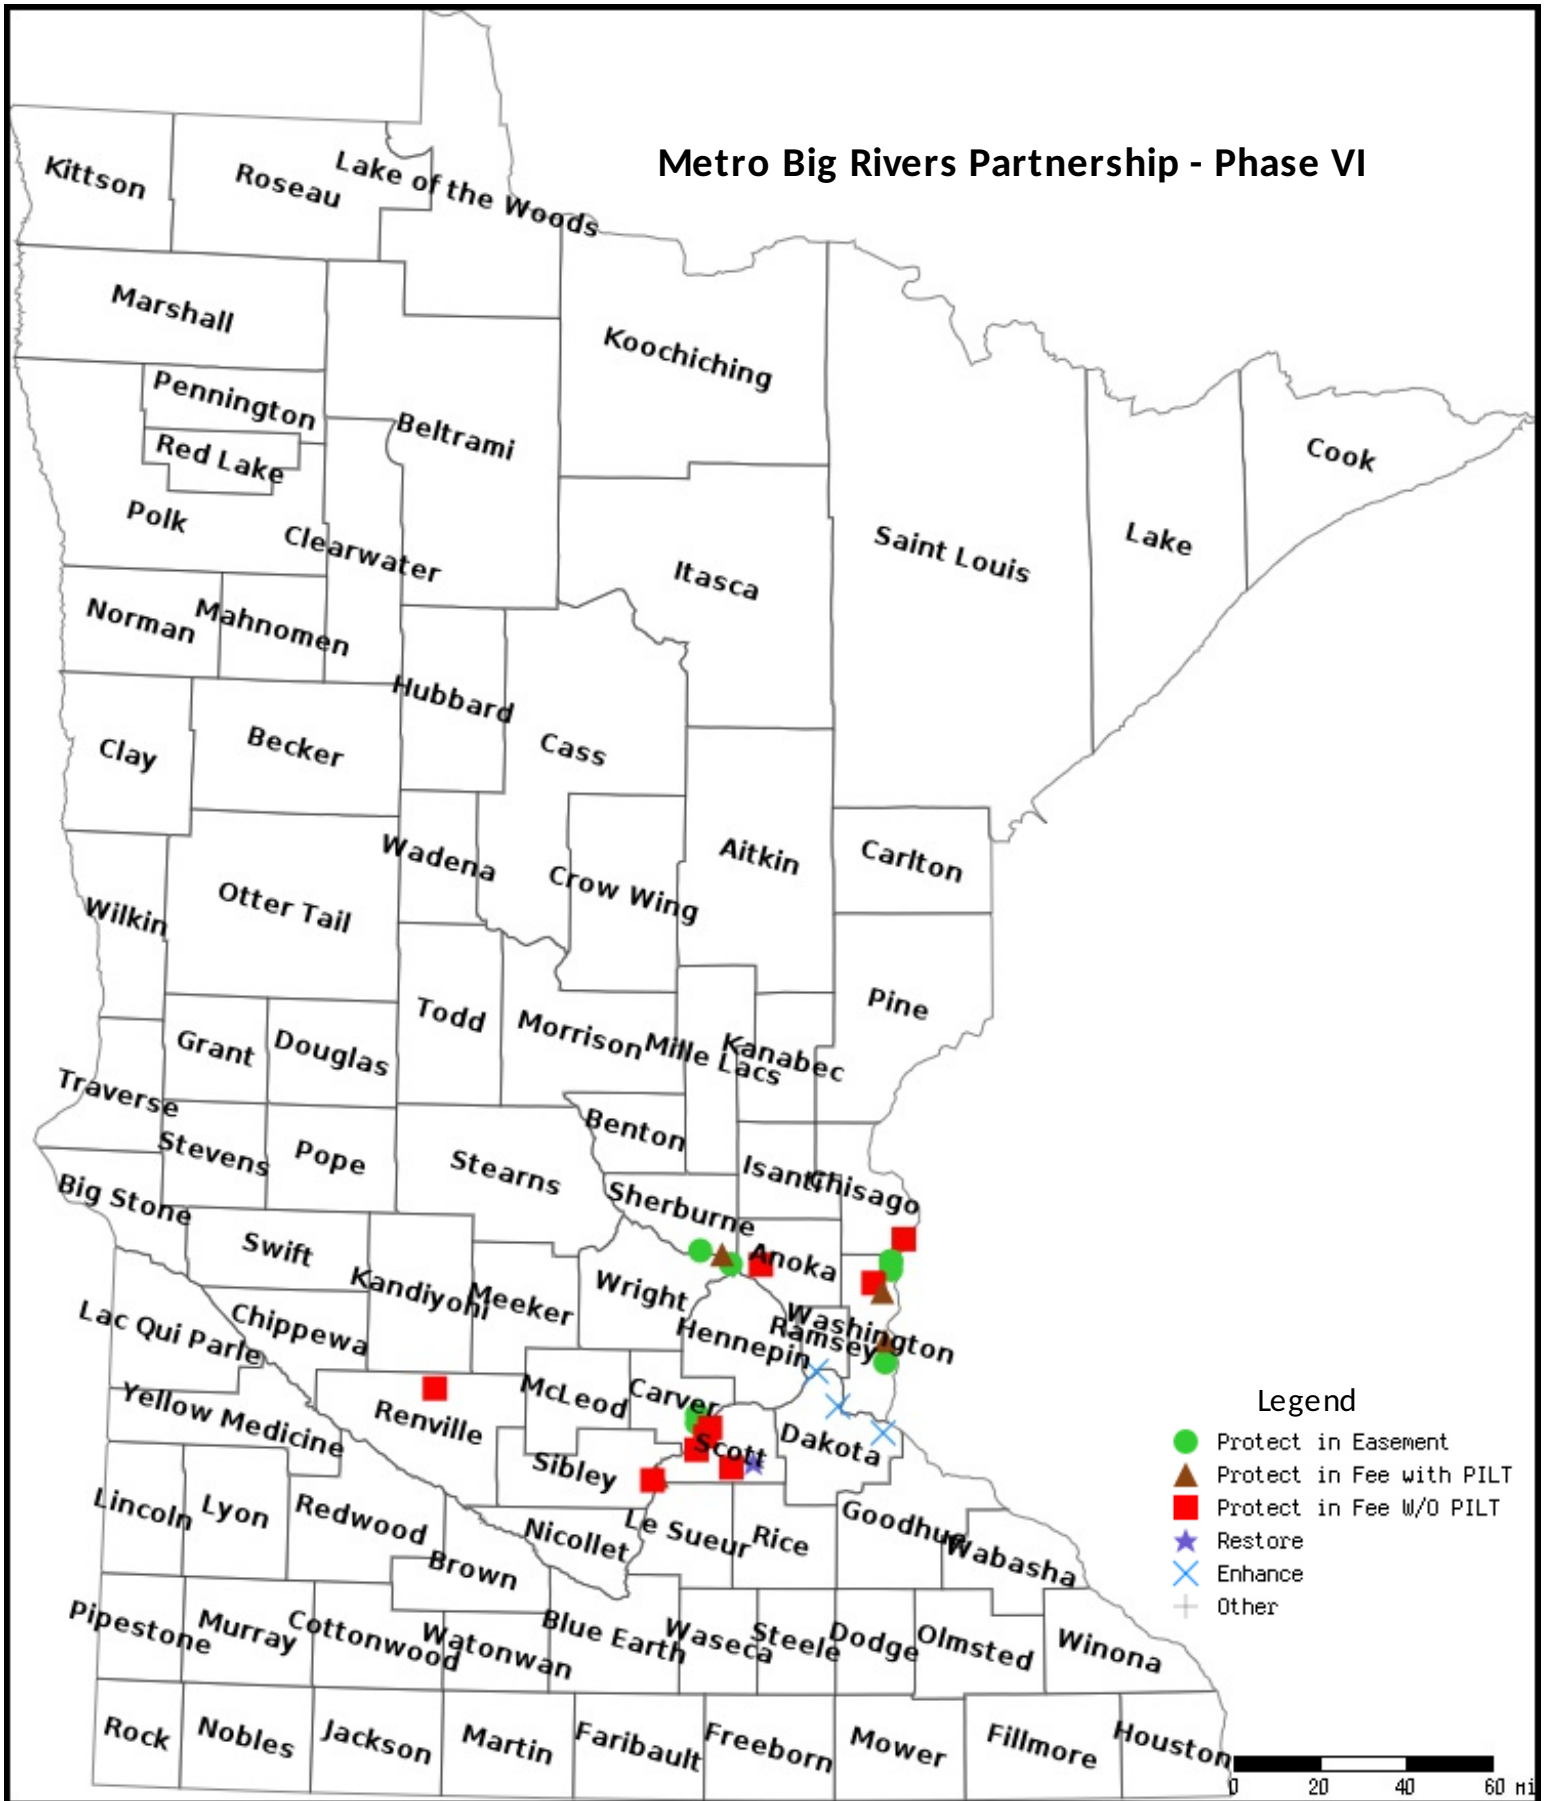 Metro Big Rivers Partnership - Phase VI
Kittson
Roseau
Lake of the Woods
Marshall
Koochiching
Pennington
Beltrami
Red Lake
Cook
Polk
Clearwater
Saint Louis
Lake
Itasca
Norman
Mahnomen
Hubbard
Clay
Becker
Cass
Wadena
Aitkin
Carlton
Crow Wing
Otter Tail
Wilkin
Pine
Todd
Morrison
Grant
Douglas
Mille Lacs
Kanabec
Traverse
Benton
Stevens
Pope
Stearns
Isanti
Chisago
Big Stone
Sherburne
Swift
Anoka
Kandiyohi
Meeker
Wright
Lac Qui Parle
Chippewa
Washington
Ramsey
Hennepin
McLeod
Carver
Yellow Medicine
Renville
Scott
Dakota
Sibley
Lincoln
Lyon
Redwood
Nicollet
Le Sueur
Rice
Goodhue
Wabasha
Brown
Pipestone
Murray
Cottonwood
Watonwan
Blue Earth
Waseca
Steele
Dodge
Olmsted
Winona
Rock
Nobles
Jackson
Martin
Faribault
Freeborn
Mower
Fillmore
Houston
Legend
Protect in Easement
Protect in Fee with PILT
Protect in Fee W/O PILT
Restore
Enhance
Other
0 20 40 60 mi